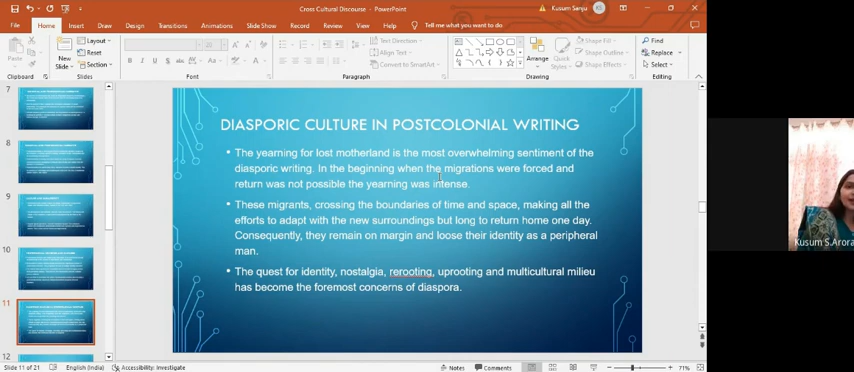 Cross Cultural Discourse - PowerPoint
Kusum Sanju KS
File Home Insert Draw Design Transitions Animations Slide Show Record Review View Help Tell me what you want to do
Paste New Slide Layout Reset Section
Text Direction Align Text Convert to SmartArt
Arrange Quick Styles Shape Fill Shape Outline Shape Effects
Find Replace Select
Clipboard Slides Font Paragraph Drawing Editing
7
8
9
10
11
12
DIASPORIC CULTURE IN POSTCOLONIAL WRITING
• The yearning for lost motherland is the most overwhelming sentiment of the
diasporic writing. In the beginning when the migrations were forced and
return was not possible the yearning was intense.
• These migrants, crossing the boundaries of time and space, making all the
efforts to adapt with the new surroundings but long to return home one day.
Consequently, they remain on margin and loose their identity as a peripheral
man.
• The quest for identity, nostalgia, rerooting, uprooting and multicultural milieu
has become the foremost concerns of diaspora.
Kusum S.Arora
Slide 11 of 21 English (India) Accessibility: Investigate Notes Comments 71%